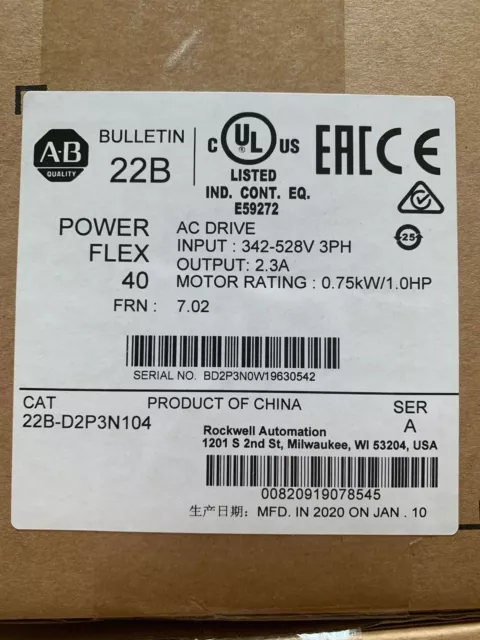 A-B
QUALITY
BULLETIN
22B
C UL US
LISTED
IND. CONT. EQ.
E59272
EAC CE
25
POWER
FLEX
40
FRN : 7.02
AC DRIVE
INPUT : 342-528V 3PH
OUTPUT: 2.3A
MOTOR RATING : 0.75kW/1.0HP
SERIAL NO. BD2P3N0W19630542
CAT
22B-D2P3N104
PRODUCT OF CHINA
SER
A
Rockwell Automation
1201 S 2nd St, Milwaukee, WI 53204, USA
00820919078545
生产日期: MFD. IN 2020 ON JAN . 10